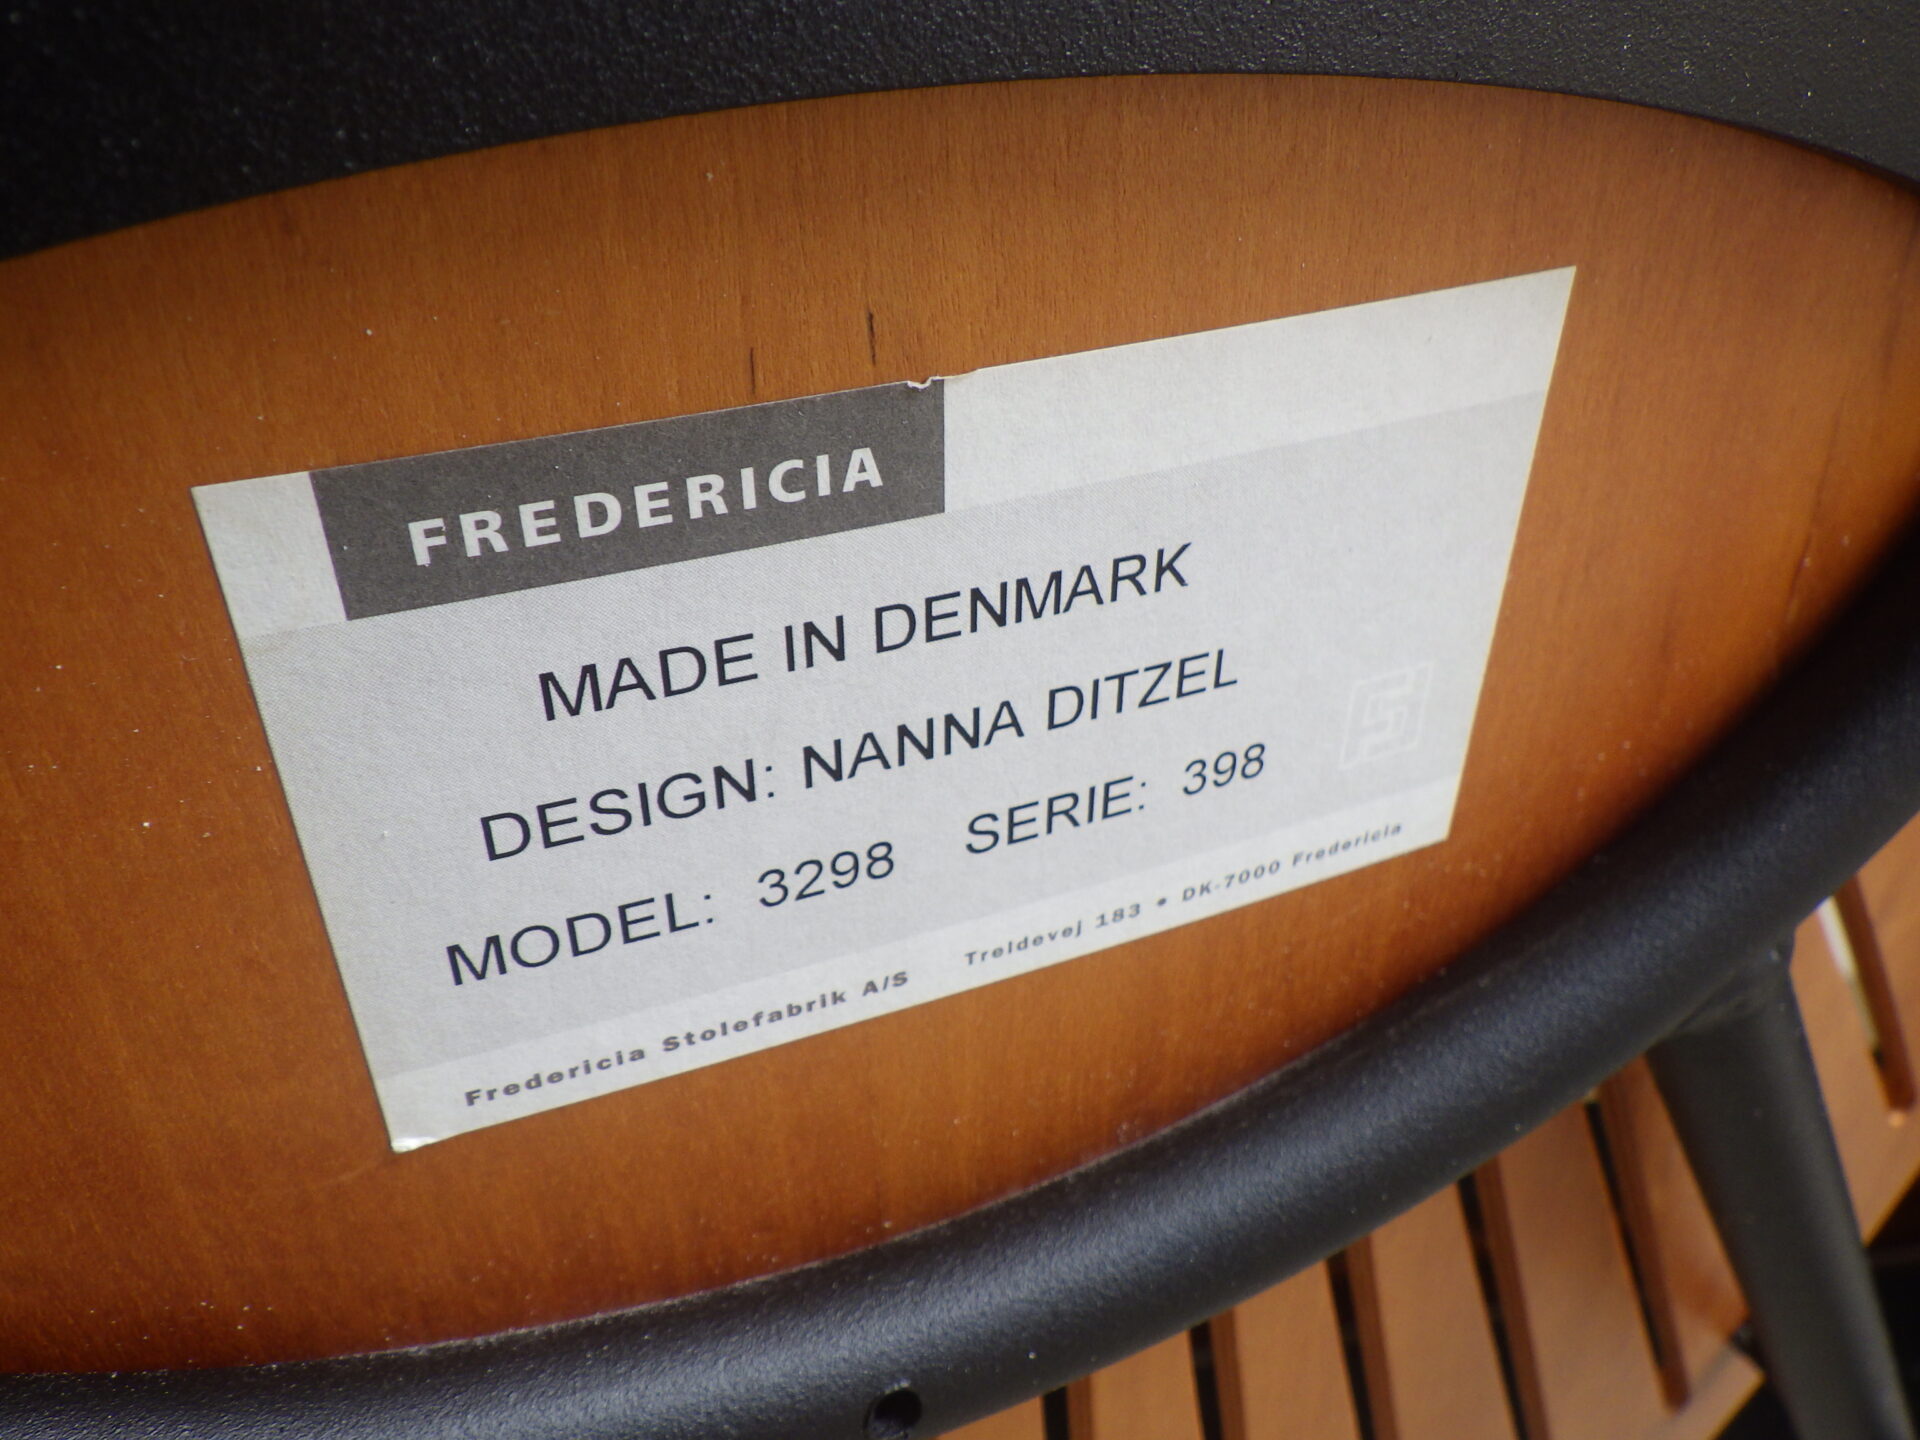 FREDERICIA
MADE IN DENMARK
DESIGN: NANNA DITZEL
MODEL: 3298 SERIE: 398
Fredericia Stolefabrik A/S Treldevej 183 • DK-7000 Fredericia